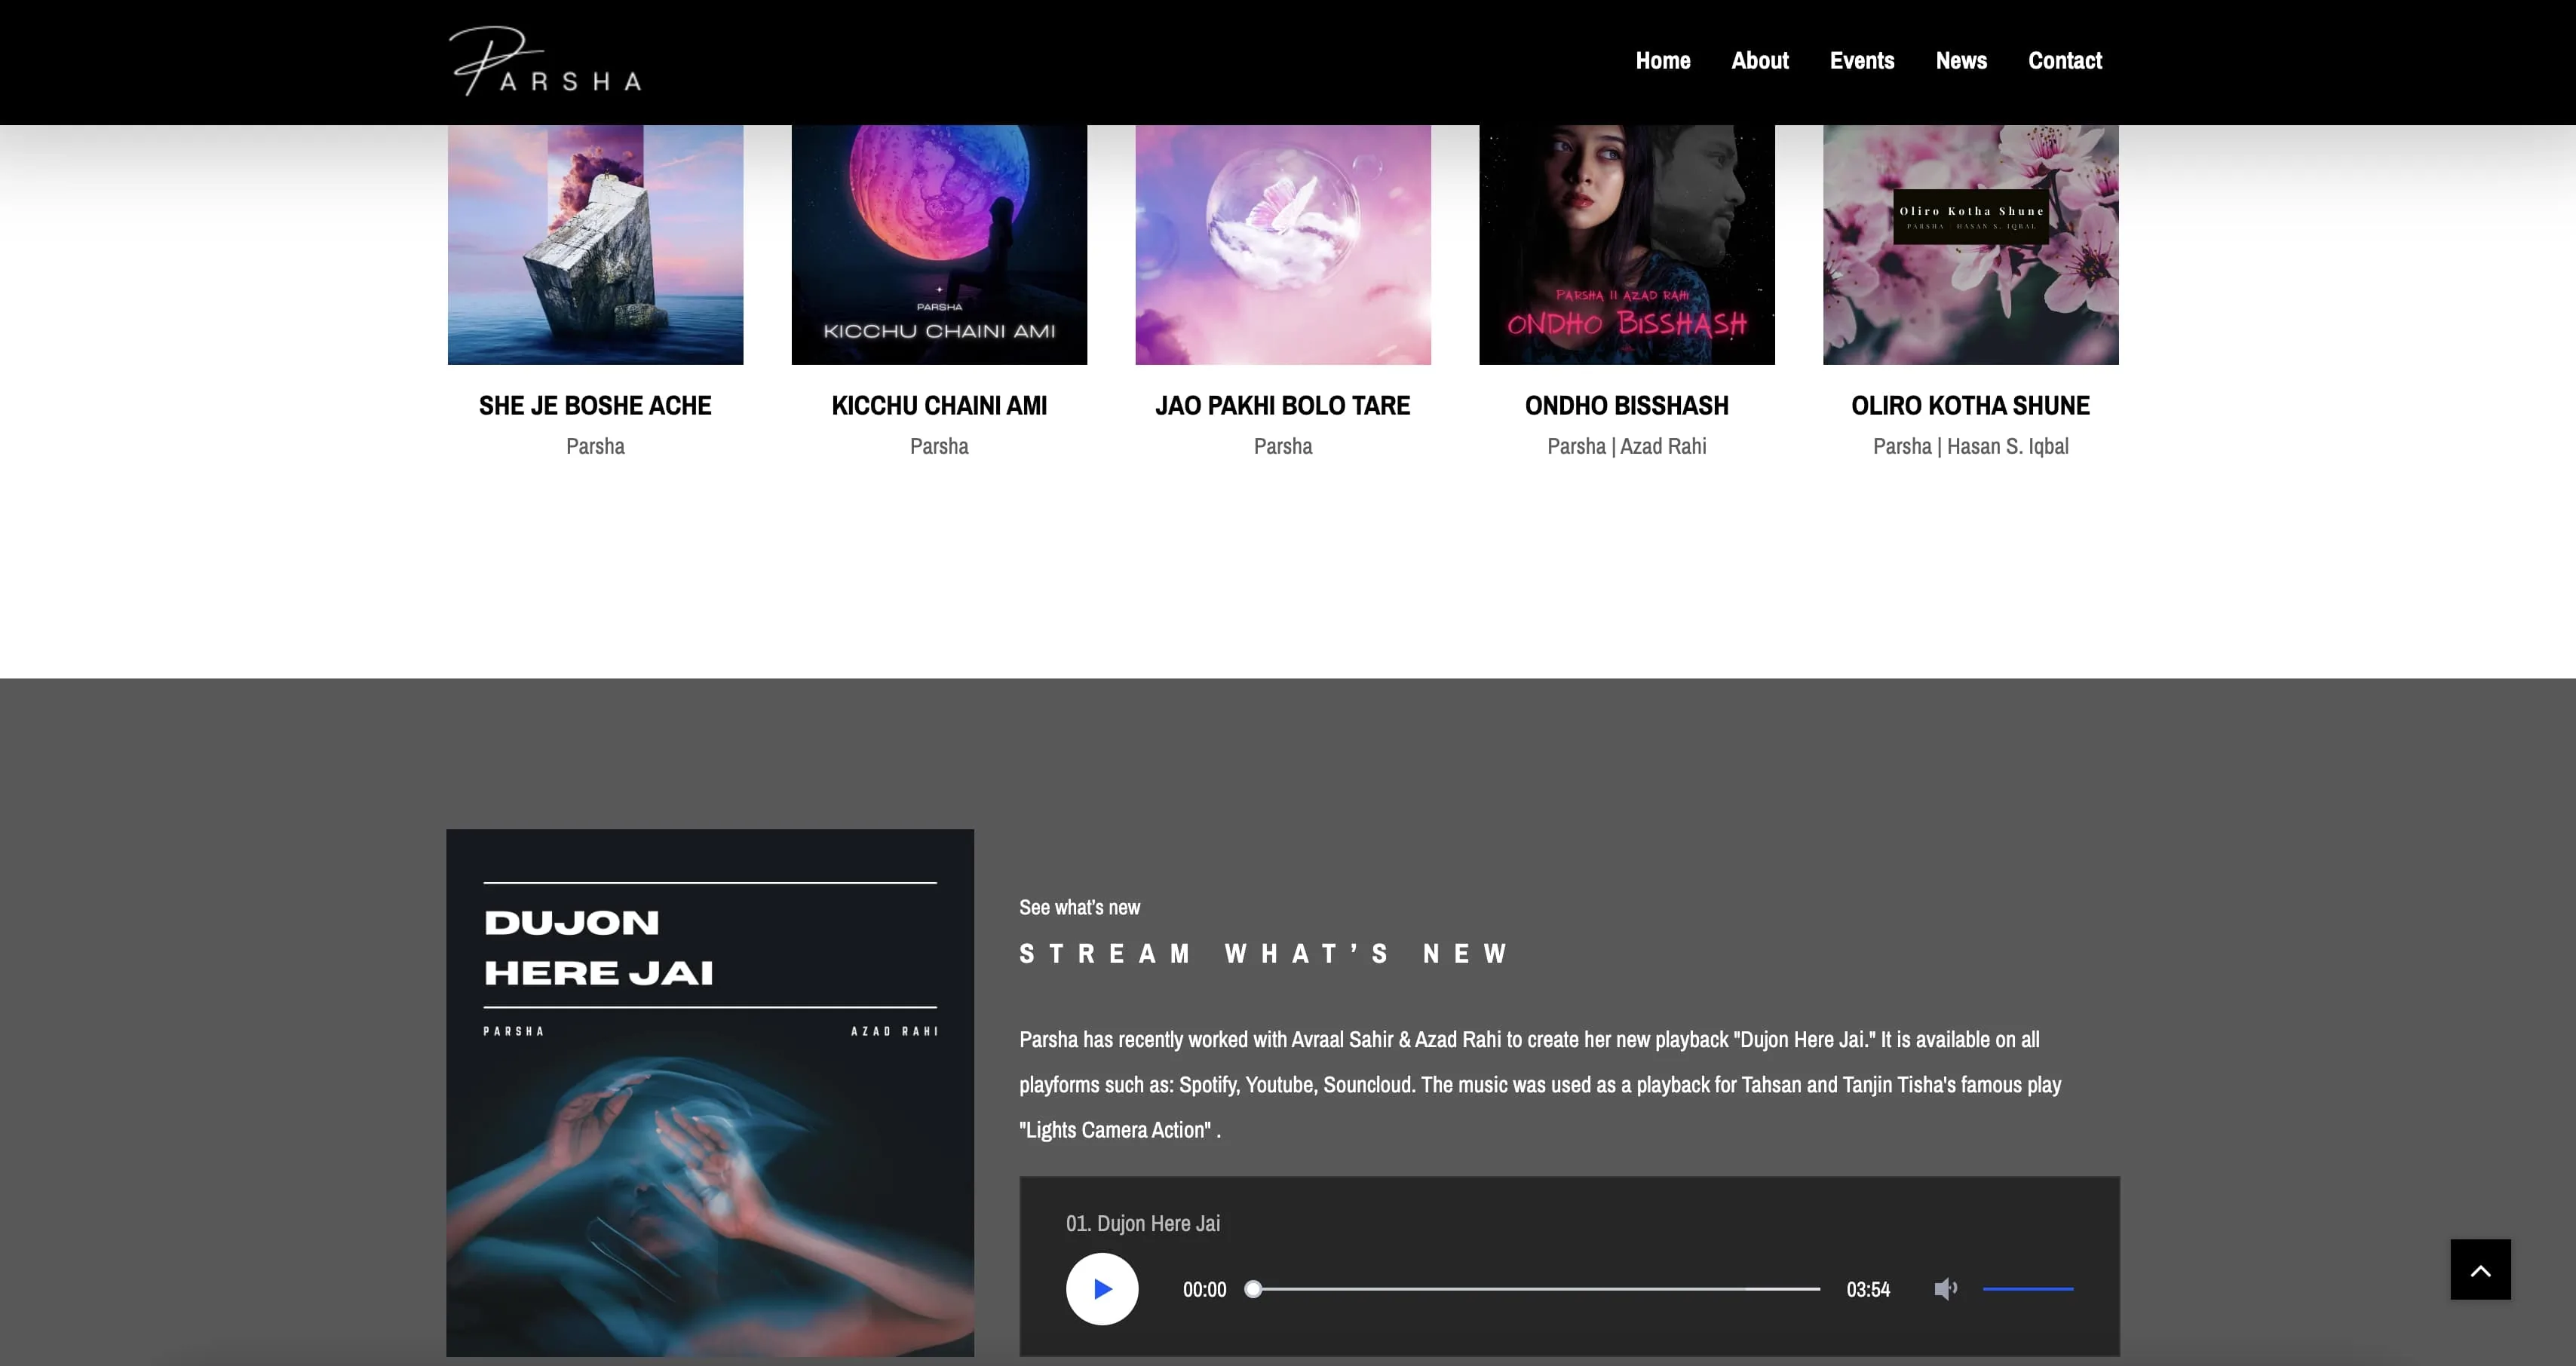 PARSHA
Home About Events News Contact
PARSHA
KICCHU CHAINI AMI
PARSHA II AZAD RAHI
ONDHO BISSHASH
Oliro Kotha Shune
PARSHA HASAN S. IQBAL
SHE JE BOSHE ACHE
Parsha
KICCHU CHAINI AMI
Parsha
JAO PAKHI BOLO TARE
Parsha
ONDHO BISSHASH
Parsha | Azad Rahi
OLIRO KOTHA SHUNE
Parsha | Hasan S. Iqbal
DUJON
HERE JAI
PARSHA AZAD RAHI
See what's new
STREAM WHAT’S NEW
Parsha has recently worked with Avraal Sahir & Azad Rahi to create her new playback "Dujon Here Jai." It is available on all
playforms such as: Spotify, Youtube, Souncloud. The music was used as a playback for Tahsan and Tanjin Tisha's famous play
"Lights Camera Action" .
01. Dujon Here Jai
00:00 03:54